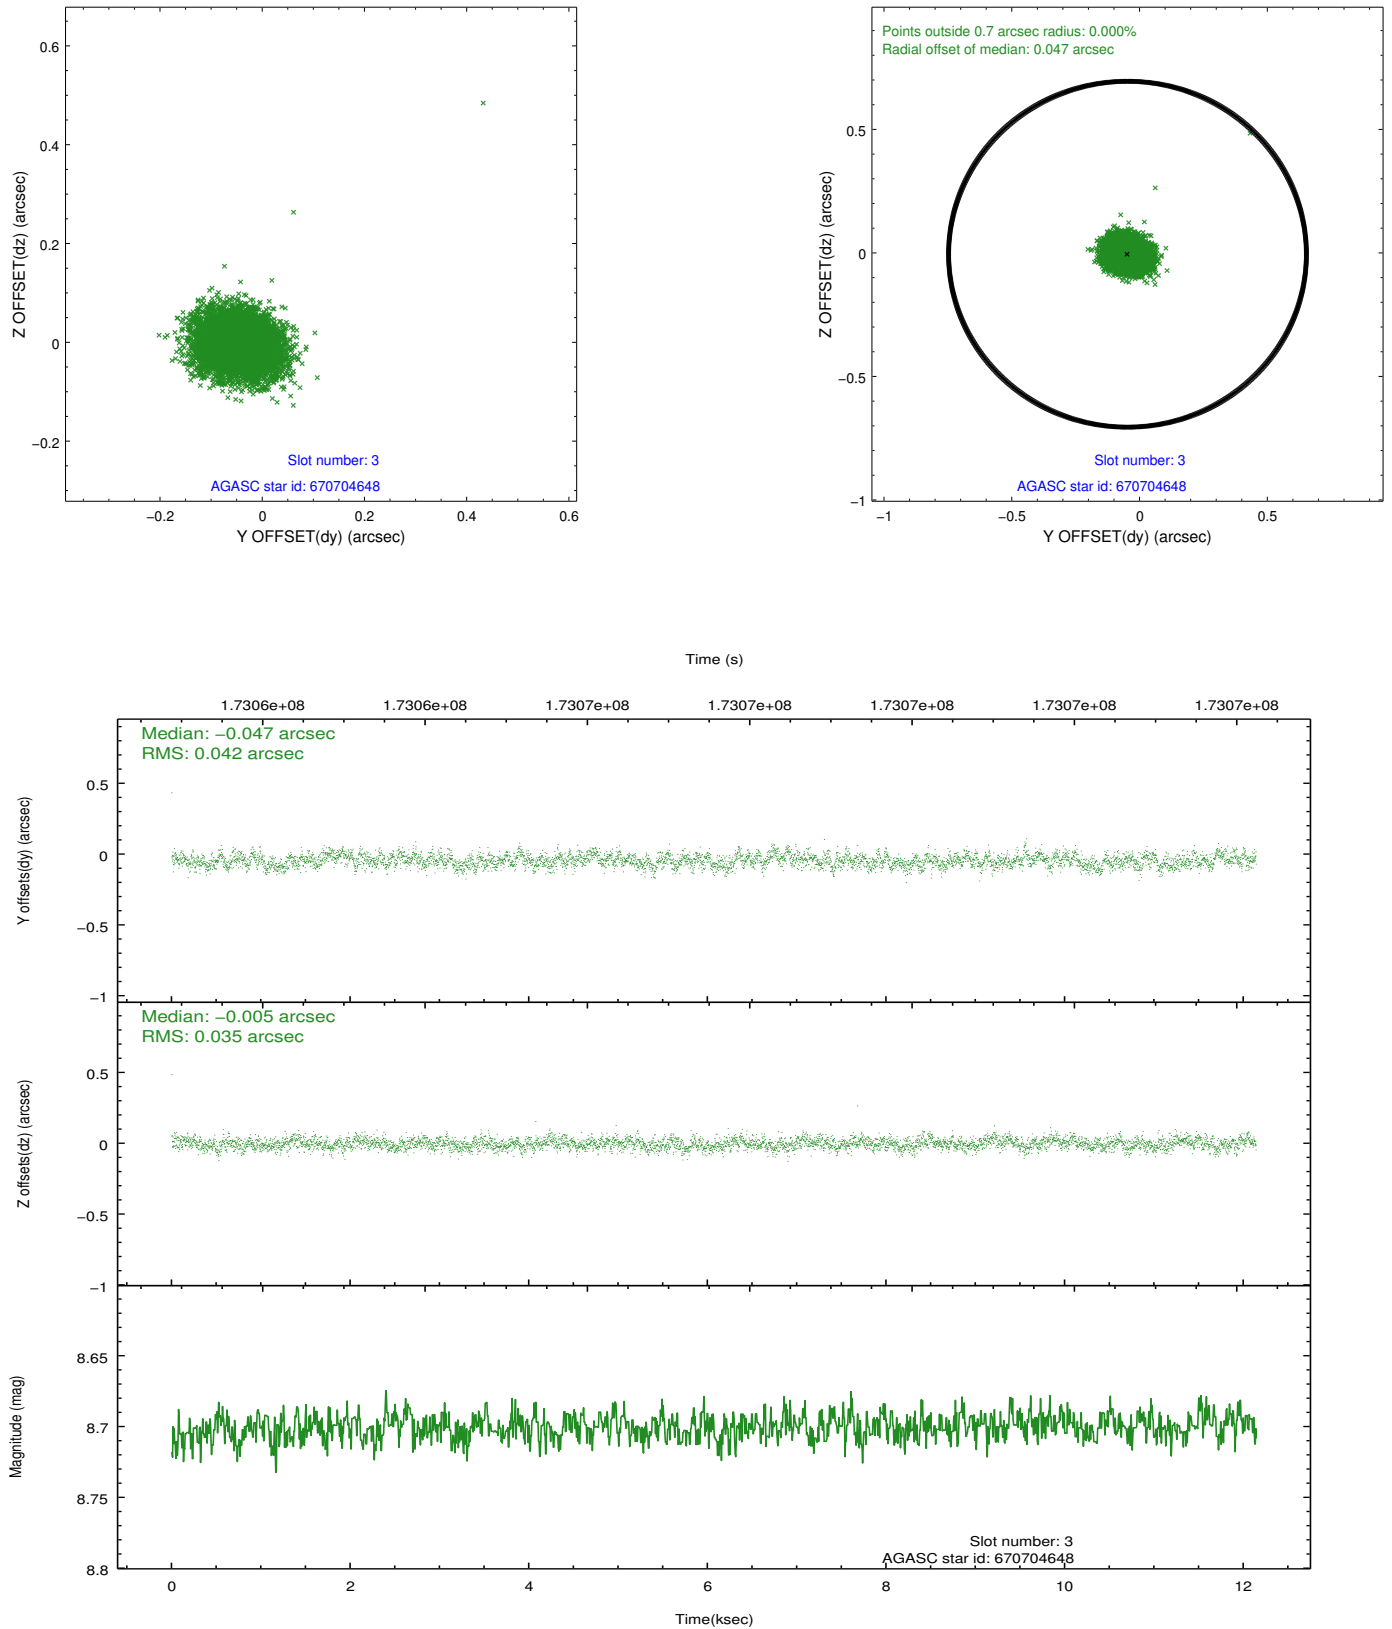 0.6
0.4
0.2
0
−0.2
Z OFFSET(dz) (arcsec)
Slot number: 3
AGASC star id: 670704648
−0.2 0 0.2 0.4 0.6
Y OFFSET(dy) (arcsec)
Points outside 0.7 arcsec radius: 0.000%
Radial offset of median: 0.047 arcsec
0.5
0
−0.5
−1
Z OFFSET(dz) (arcsec)
Slot number: 3
AGASC star id: 670704648
−1 −0.5 0 0.5
Y OFFSET(dy) (arcsec)
Time (s)
1.7306e+08 1.7306e+08 1.7307e+08 1.7307e+08 1.7307e+08 1.7307e+08 1.7307e+08
Median: −0.047 arcsec
RMS: 0.042 arcsec
0.5
0
−0.5
−1
Y offsets(dy) (arcsec)
Median: −0.005 arcsec
RMS: 0.035 arcsec
0.5
0
−0.5
−1
Z offsets(dz) (arcsec)
8.65
8.7
8.75
8.8
Magnitude (mag)
Slot number: 3
AGASC star id: 670704648
0 2 4 6 8 10 12
Time(ksec)